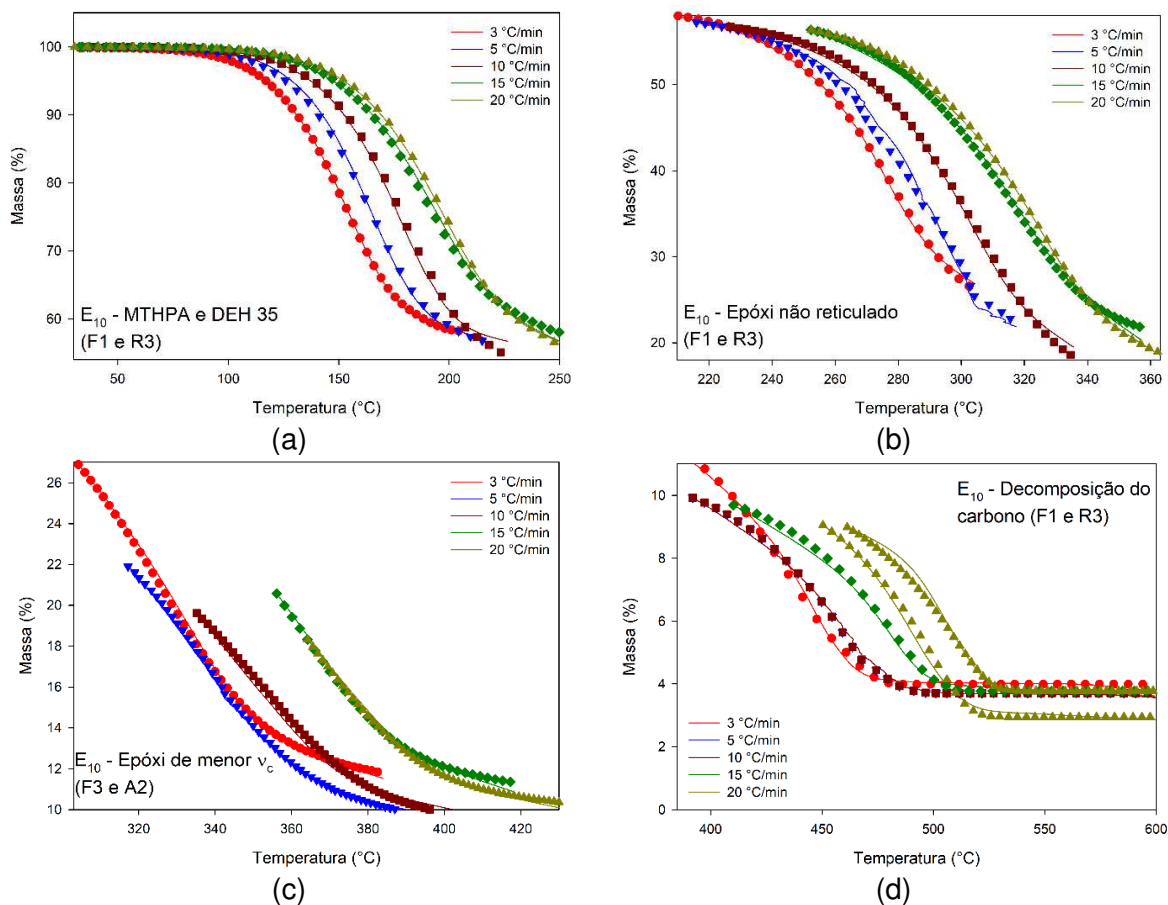 100
90
80
70
60
Massa (%)
50
100
150
200
250
Temperatura (°C)
3 °C/min
5 °C/min
10 °C/min
15 °C/min
20 °C/min
E10 - MTHPA e DEH 35
(F1 e R3)
(a)
50
40
30
20
Massa (%)
220
240
260
280
300
320
340
360
Temperatura (°C)
3 °C/min
5 °C/min
10 °C/min
15 °C/min
20 °C/min
E10 - Epóxi não reticulado
(F1 e R3)
(b)
26
24
22
20
18
16
14
12
10
Massa (%)
320
340
360
380
400
420
Temperatura (°C)
3 °C/min
5 °C/min
10 °C/min
15 °C/min
20 °C/min
E10 - Epóxi de menor νc
(F3 e A2)
(c)
10
8
6
4
2
0
Massa (%)
400
450
500
550
600
Temperatura (°C)
E10 - Decomposição do
carbono (F1 e R3)
3 °C/min
5 °C/min
10 °C/min
15 °C/min
20 °C/min
(d)